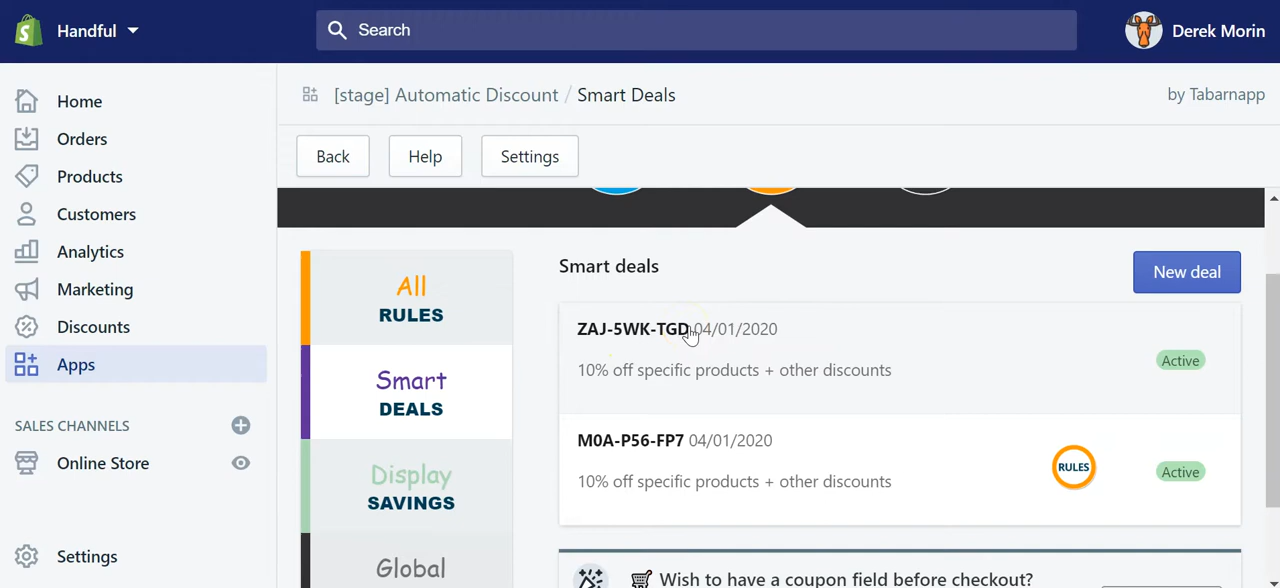 Handful
Search
Derek Morin
[stage] Automatic Discount / Smart Deals
by Tabarnapp
Back
Help
Settings
Home
Orders
Products
Customers
Analytics
Marketing
Discounts
Apps
SALES CHANNELS
Online Store
Settings
All
RULES
Smart
DEALS
Display
SAVINGS
Global
Smart deals
New deal
ZAJ-5WK-TGD 04/01/2020
10% off specific products + other discounts
Active
M0A-P56-FP7 04/01/2020
10% off specific products + other discounts
RULES
Active
Wish to have a coupon field before checkout?